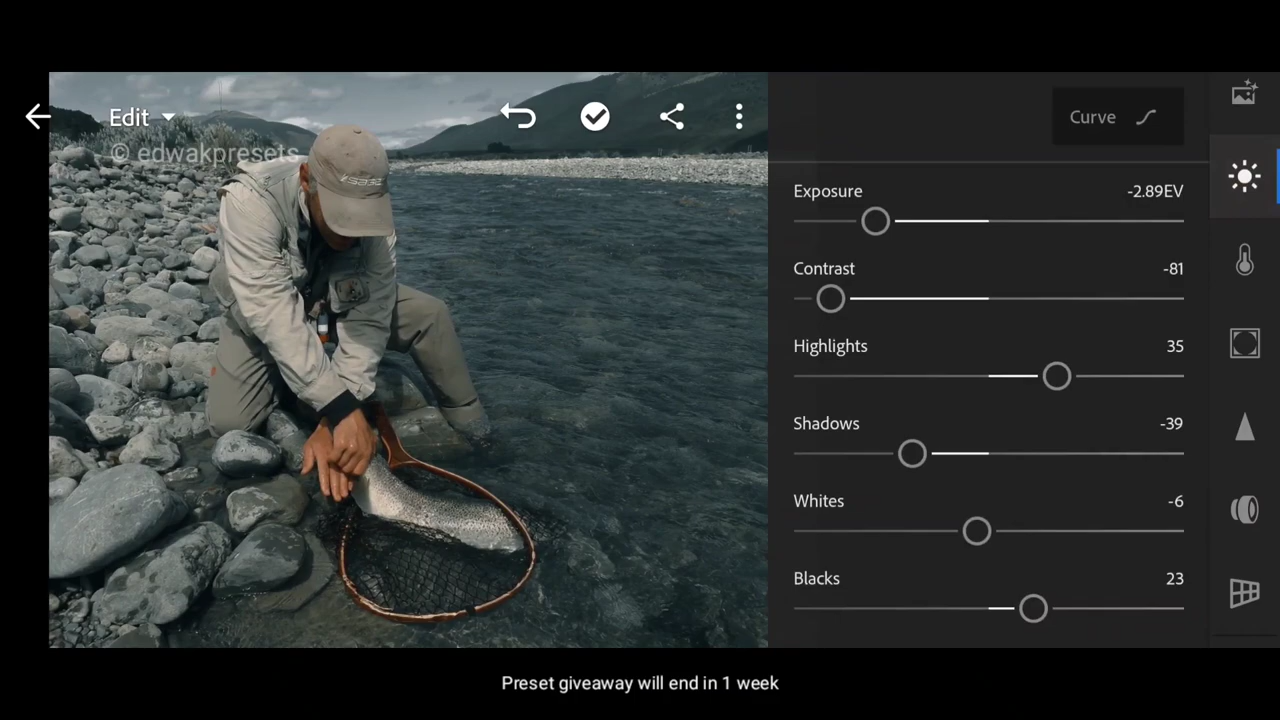 Edit
© edwakpresets
Curve
Exposure -2.89EV
Contrast -81
Highlights 35
Shadows -39
Whites -6
Blacks 23
Preset giveaway will end in 1 week